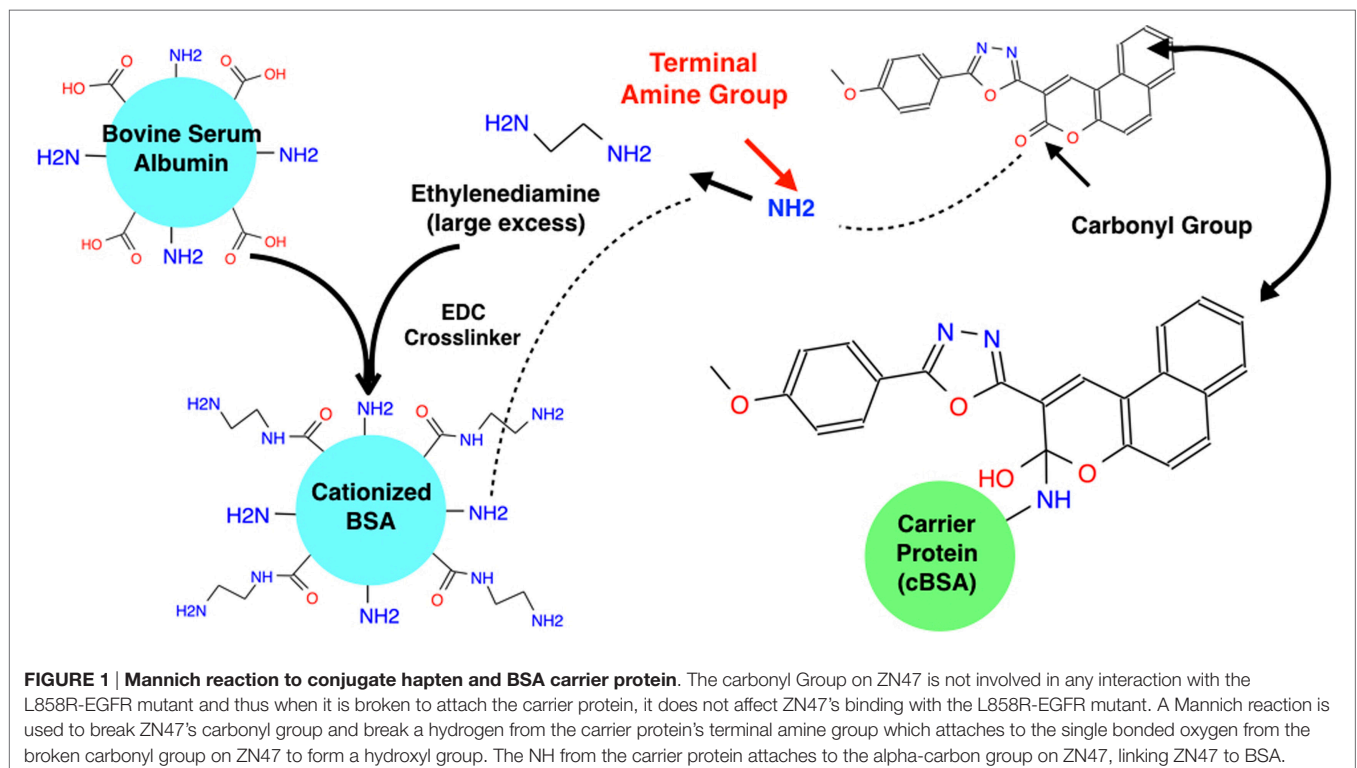 NH2
O
OH
HO
O
Bovine Serum
Albumin
H2N
NH2
HO
O
NH2
O
OH
H2N
NH2
Ethylenediamine
(large excess)
Terminal
Amine Group
NH2
N
N
O
O
O
O
Carbonyl Group
EDC
Crosslinker
H2N
NH
O
NH2
O
NH
NH2
Cationized
BSA
H2N
NH2
NH
O
H2N
NH2
O
NH
NH2
N
N
O
O
HO
O
NH
Carrier
Protein
(cBSA)
FIGURE 1 | Mannich reaction to conjugate hapten and BSA carrier protein. The carbonyl Group on ZN47 is not involved in any interaction with the
L858R-EGFR mutant and thus when it is broken to attach the carrier protein, it does not affect ZN47's binding with the L858R-EGFR mutant. A Mannich reaction is
used to break ZN47's carbonyl group and break a hydrogen from the carrier protein's terminal amine group which attaches to the single bonded oxygen from the
broken carbonyl group on ZN47 to form a hydroxyl group. The NH from the carrier protein attaches to the alpha-carbon group on ZN47, linking ZN47 to BSA.